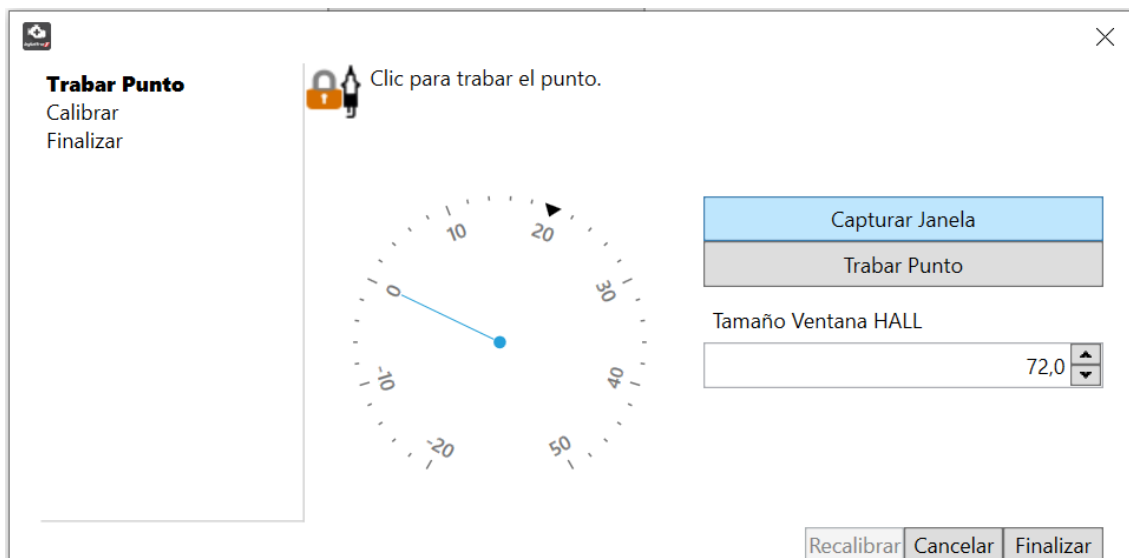 Trabar Punto
Calibrar
Finalizar
Clic para trabar el punto.
-20
-10
0
10
20
30
40
50
Capturar Janela
Trabar Punto
Tamaño Ventana HALL
72,0
Recalibrar
Cancelar
Finalizar